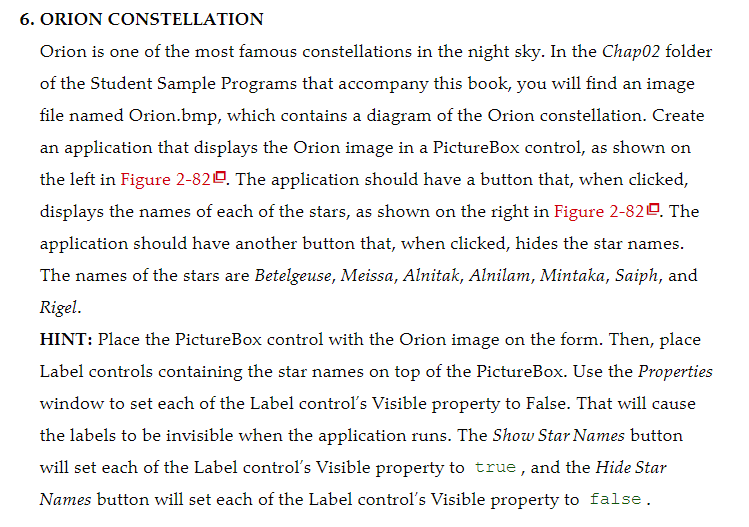 6. ORION CONSTELLATION
Orion is one of the most famous constellations in the night sky. In the Chap02 folder
of the Student Sample Programs that accompany this book, you will find an image
file named Orion.bmp, which contains a diagram of the Orion constellation. Create
an application that displays the Orion image in a PictureBox control, as shown on
the left in Figure 2-82. The application should have a button that, when clicked,
displays the names of each of the stars, as shown on the right in Figure 2-82. The
application should have another button that, when clicked, hides the star names.
The names of the stars are Betelgeuse, Meissa, Alnitak, Alnilam, Mintaka, Saiph, and
Rigel.
HINT: Place the PictureBox control with the Orion image on the form. Then, place
Label controls containing the star names on top of the PictureBox. Use the Properties
window to set each of the Label control's Visible property to False. That will cause
the labels to be invisible when the application runs. The Show Star Names button
will set each of the Label control's Visible property to true , and the Hide Star
Names button will set each of the Label control's Visible property to false .